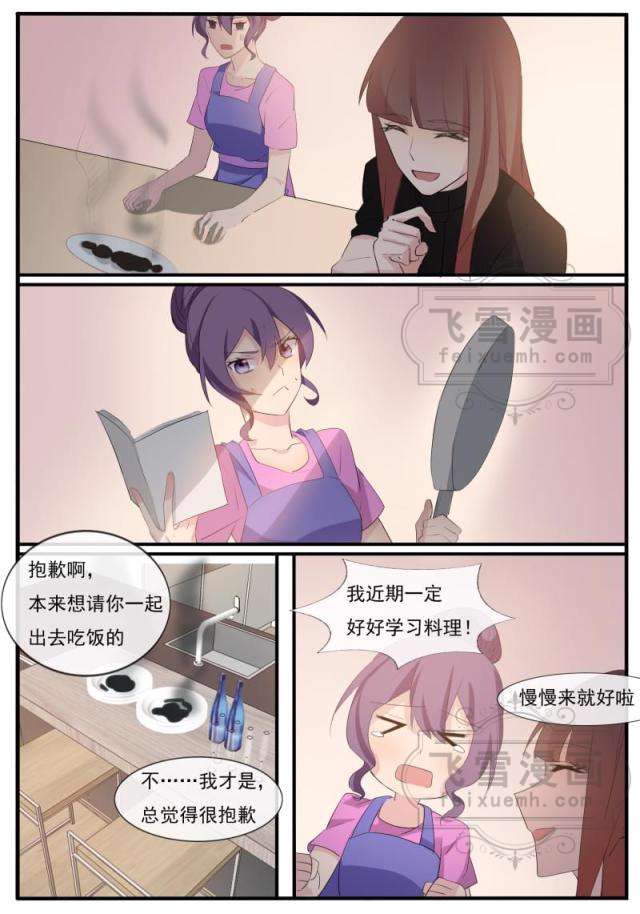 飞雪漫画
feixuemh.com
抱歉啊，
本来想请你一起
出去吃饭的
不……我才是，
总觉得很抱歉
我近期一定
好好学习料理！
慢慢来就好啦
飞雪漫画
feixuemh.com